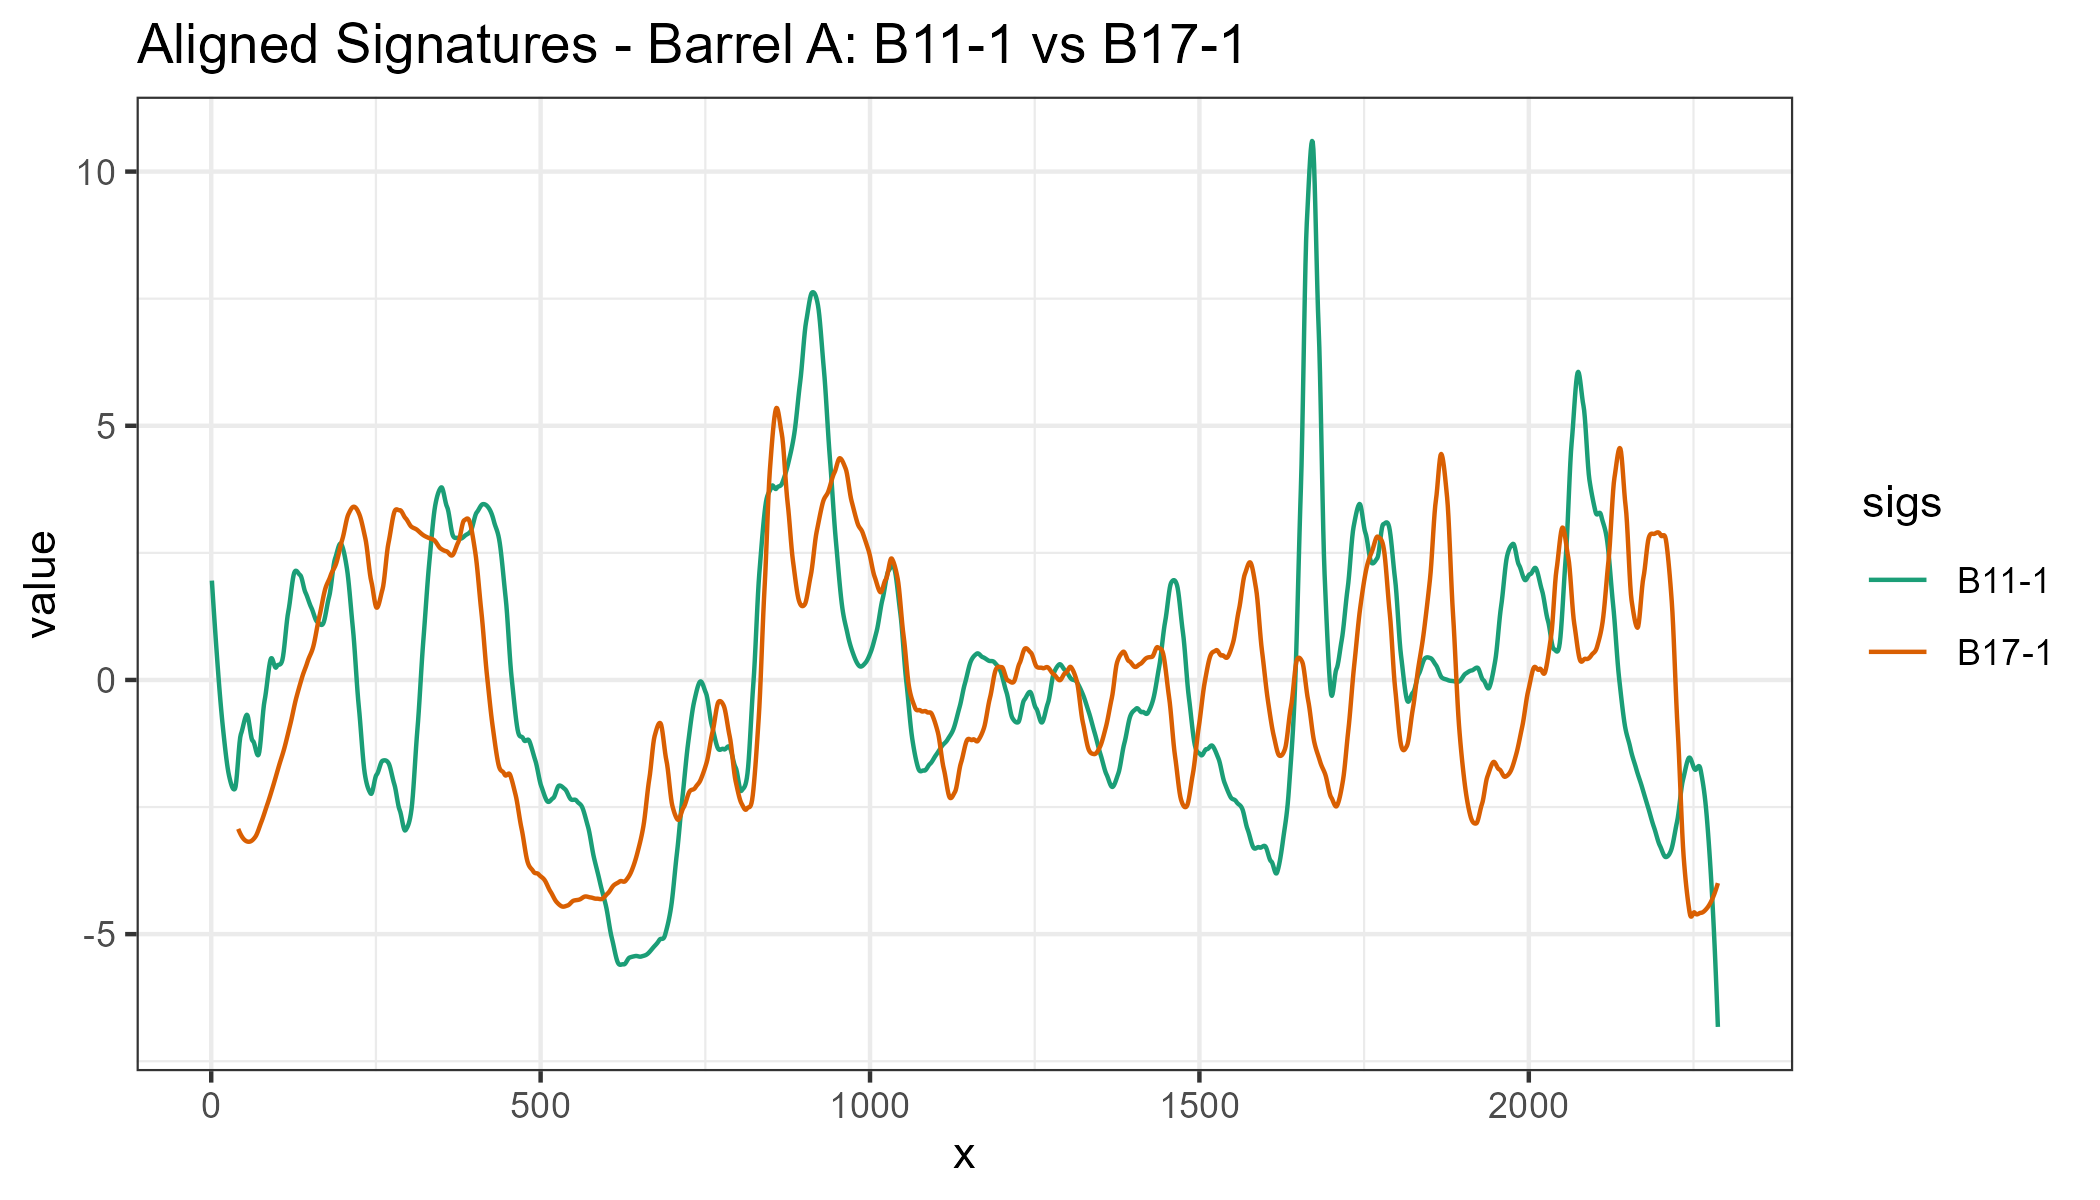 Aligned Signatures - Barrel A: B11-1 vs B17-1
value
10
5
0
-5
0 500 1000 1500 2000
x
sigs
B11-1
B17-1